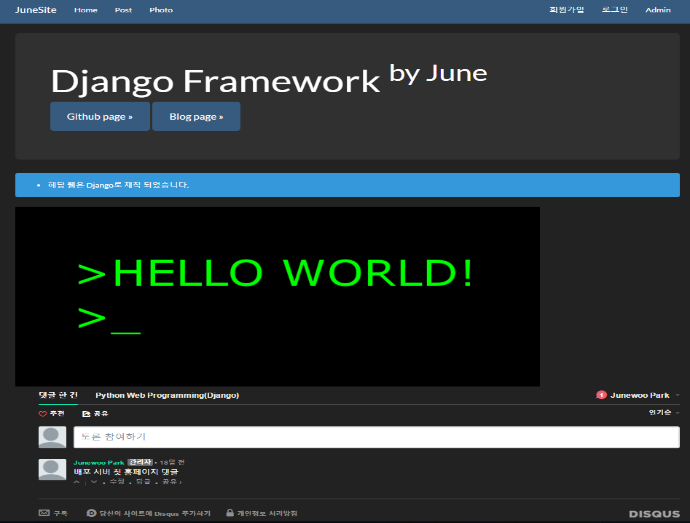 JuneSite Home Post Photo 회원가입 로그인 Admin
Django Framework by June
Github page » Blog page »
해당 웹은 Django로 제작 되었습니다.
>HELLO WORLD!
>_
댓글 한 건 Python Web Programming(Django) 1 Junewoo Park
추천 공유 인기순
토론 참여하기
Junewoo Park 관리자 • 18일 전
배포 서버 첫 홈페이지 댓글
• 수정 • 답글 • 공유 ›
구독 당신의 사이트에 Disqus 추가하기 개인정보 처리방침 DISQUS